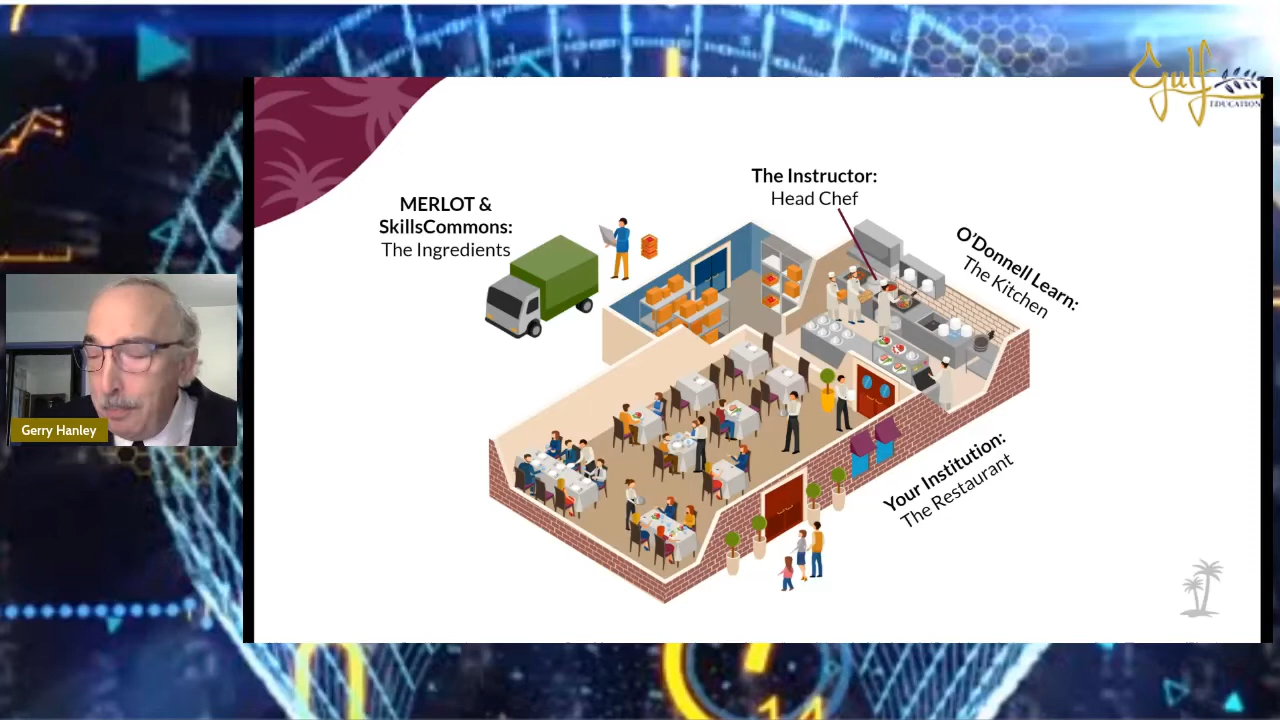 Gulf
EDUCATION
The Instructor:
Head Chef
MERLOT &
SkillsCommons:
The Ingredients
O'Donnell Learn:
The Kitchen
Gerry Hanley
Your Institution:
The Restaurant
14